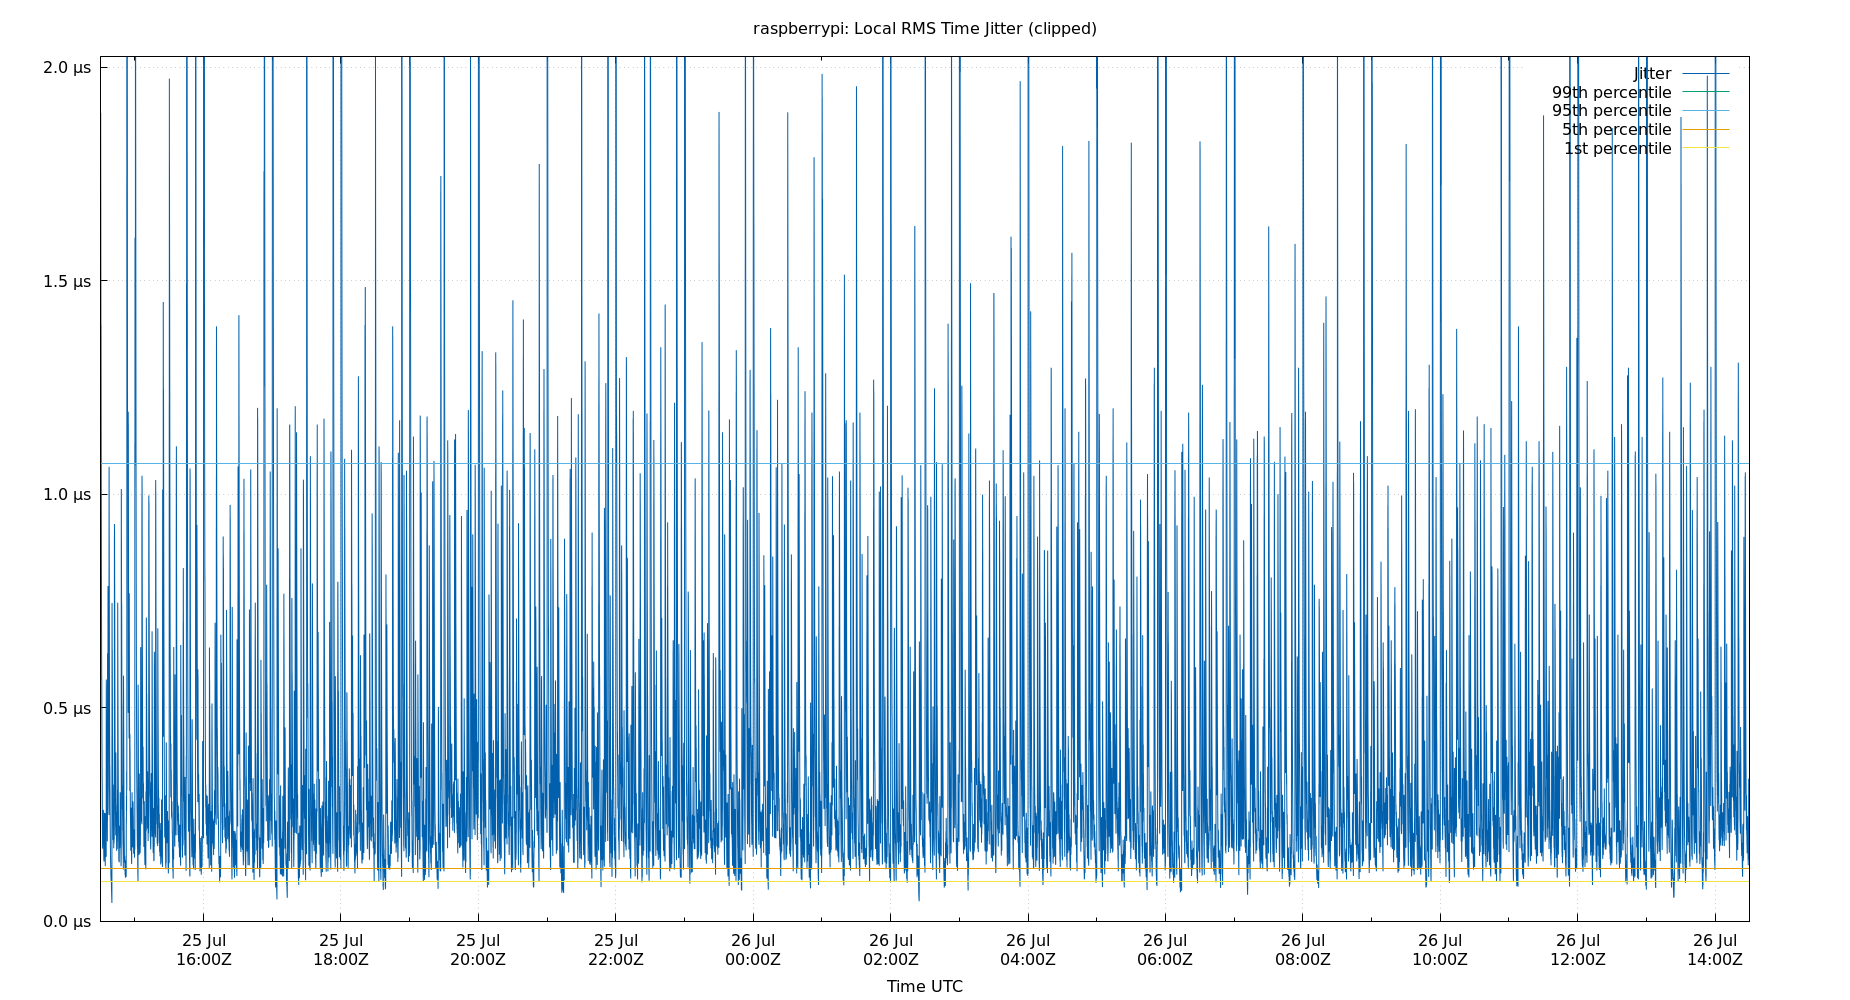 raspberrypi: Local RMS Time Jitter (clipped)
2.0 μs
1.5 μs
1.0 μs
0.5 μs
0.0 μs
Jitter
99th percentile
95th percentile
5th percentile
1st percentile
25 Jul 25 Jul 25 Jul 25 Jul 26 Jul 26 Jul 26 Jul 26 Jul 26 Jul 26 Jul 26 Jul 26 Jul
16:00Z 18:00Z 20:00Z 22:00Z 00:00Z 02:00Z 04:00Z 06:00Z 08:00Z 10:00Z 12:00Z 14:00Z
Time UTC